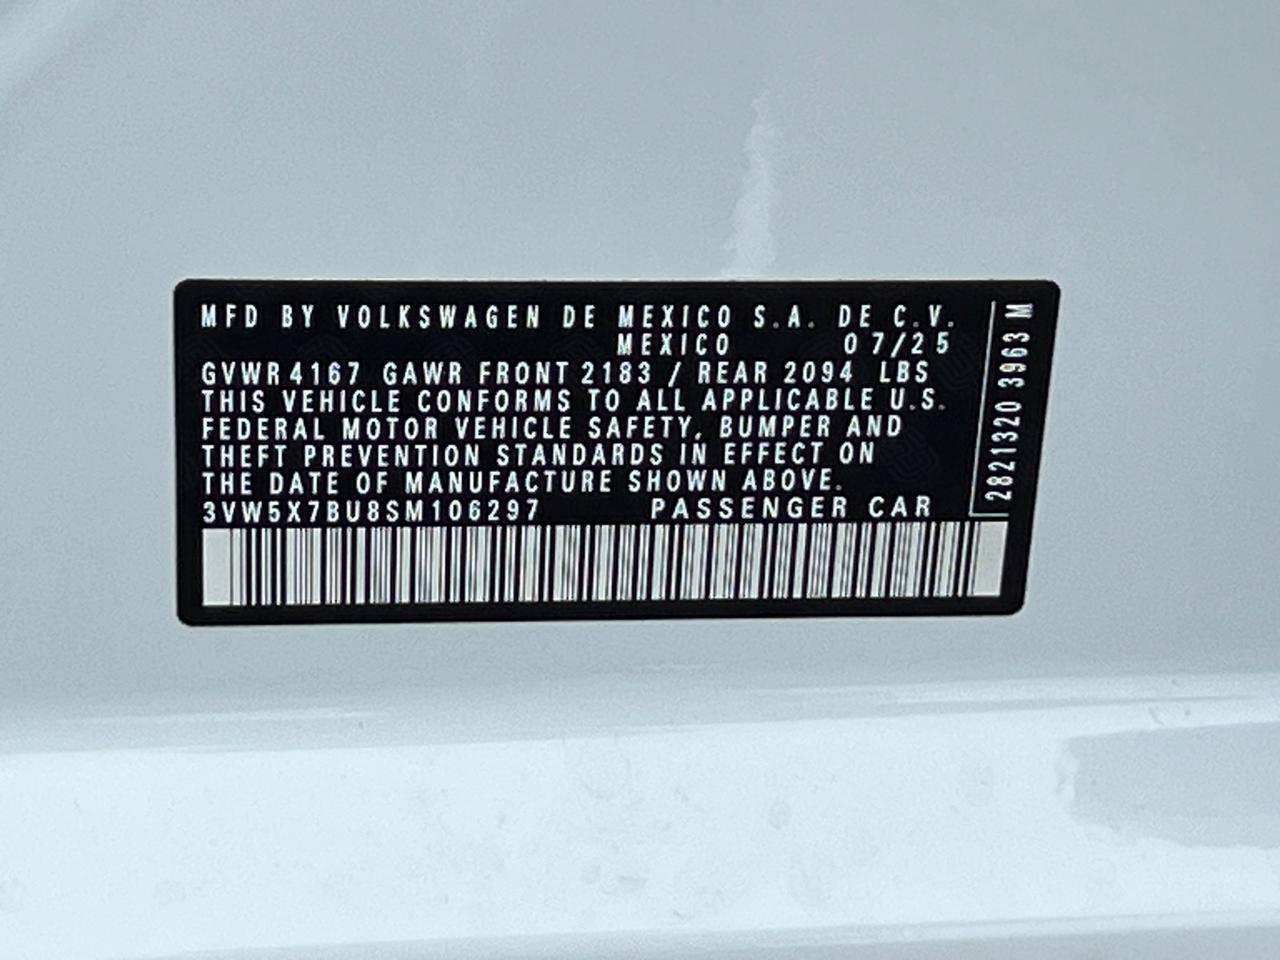 MFD BY VOLKSWAGEN DE MEXICO S.A. DE C.V.
MEXICO 07/25
GVWR 4167 GAWR FRONT 2183 / REAR 2094 LBS
THIS VEHICLE CONFORMS TO ALL APPLICABLE U.S.
FEDERAL MOTOR VEHICLE SAFETY, BUMPER AND
THEFT PREVENTION STANDARDS IN EFFECT ON
THE DATE OF MANUFACTURE SHOWN ABOVE.
3VW5X7BU8SM106297 PASSENGER CAR
2821320 3963 M